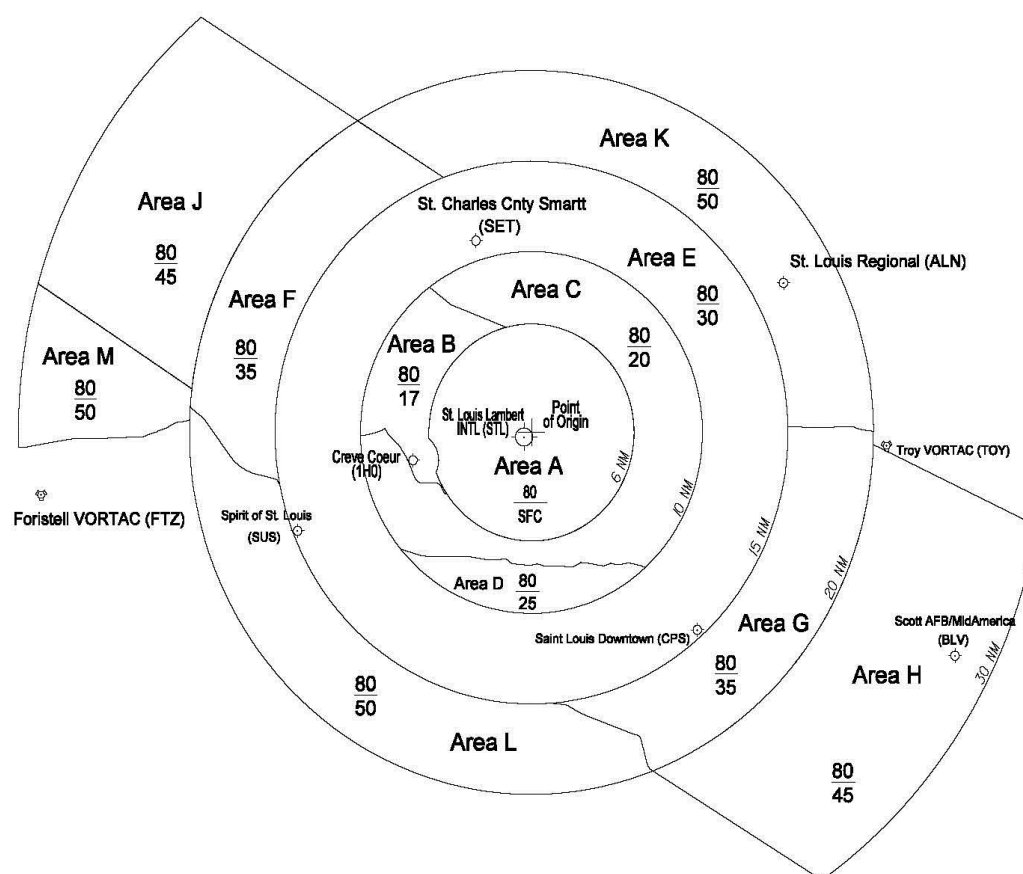 Area K
80
50
Area J
80
45
St. Charles Cnty Smartt
(SET)
Area E
80
30
St. Louis Regional (ALN)
Area F
80
35
Area C
80
20
Area B
80
17
Area M
80
50
St. Louis Lambert
INTL (STL)
Point
of Origin
Creve Coeur
(1H0)
Area A
80
SFC
6 NM
10 NM
15 NM
20 NM
30 NM
Troy VORTAC (TOY)
Foristell VORTAC (FTZ)
Spirit of St. Louis
(SUS)
Area D
80
25
Saint Louis Downtown (CPS)
Area G
80
35
Scott AFB/MidAmerica
(BLV)
Area H
80
45
80
50
Area L